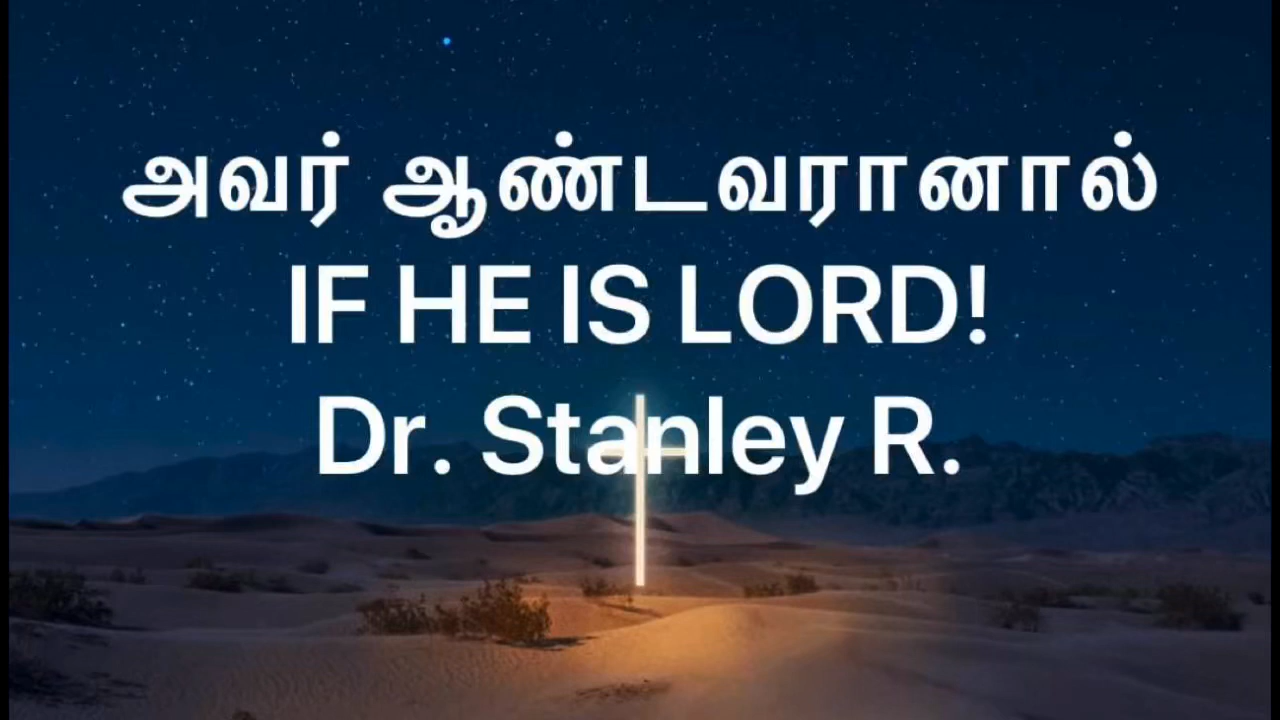 அவர் ஆண்டவரானால்
IF HE IS LORD!
Dr. Stanley R.